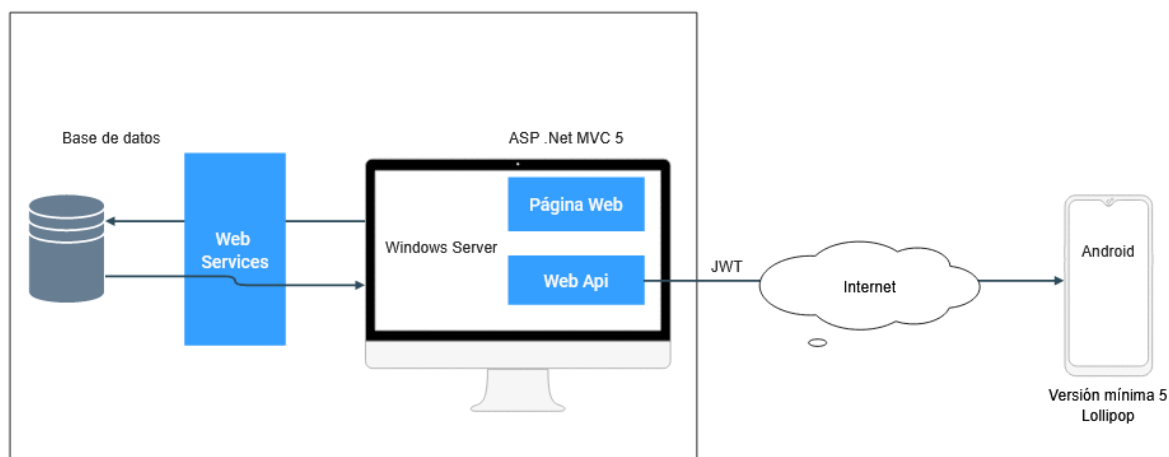 Base de datos
ASP .Net MVC 5
Web
Services
Windows Server
Página Web
Web Api
JWT
Internet
Android
Versión mínima 5
Lollipop